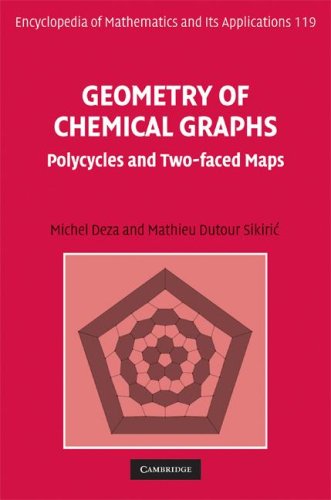 Encyclopedia of Mathematics and Its Applications 119
GEOMETRY OF
CHEMICAL GRAPHS
Polycycles and Two-faced Maps
Michel Deza and Mathieu Dutour Sikirić
CAMBRIDGE